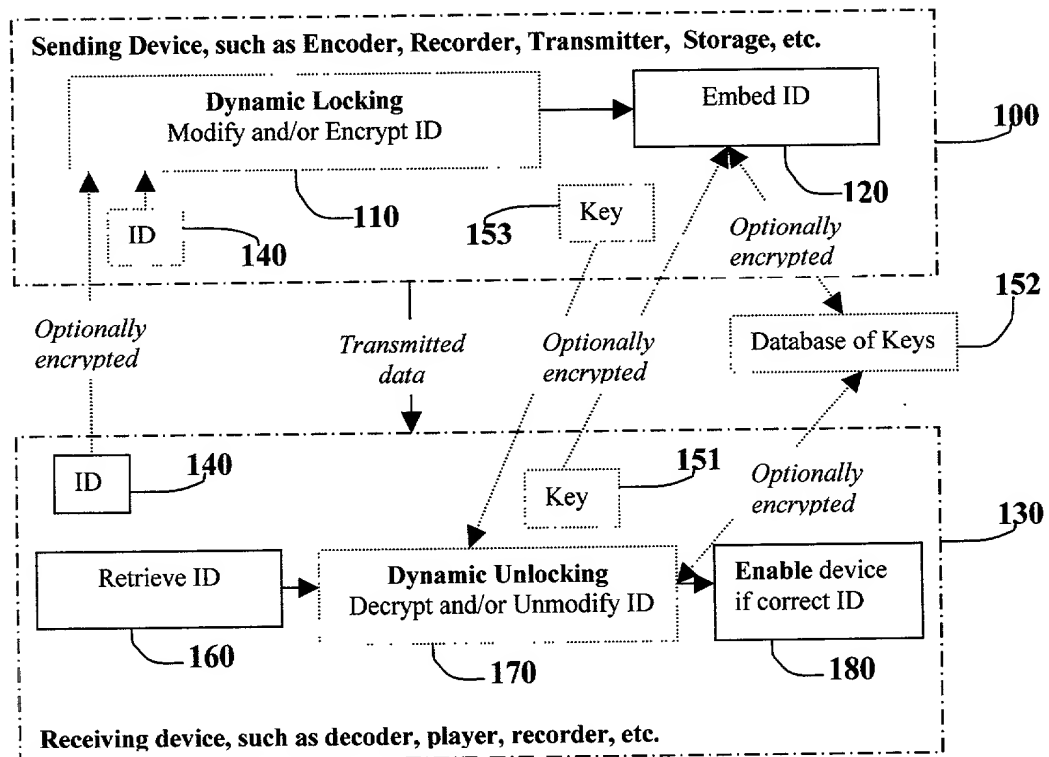 Sending Device, such as Encoder, Recorder, Transmitter, Storage, etc.
Dynamic Locking
Modify and/or Encrypt ID
Embed ID
100
110
120
ID
140
153
Key
Optionally
encrypted
152
Optionally
encrypted
Transmitted
data
Optionally
encrypted
Database of Keys
ID
140
Key
151
Optionally
encrypted
130
Retrieve ID
Dynamic Unlocking
Decrypt and/or Unmodify ID
Enable device
if correct ID
160
170
180
Receiving device, such as decoder, player, recorder, etc.